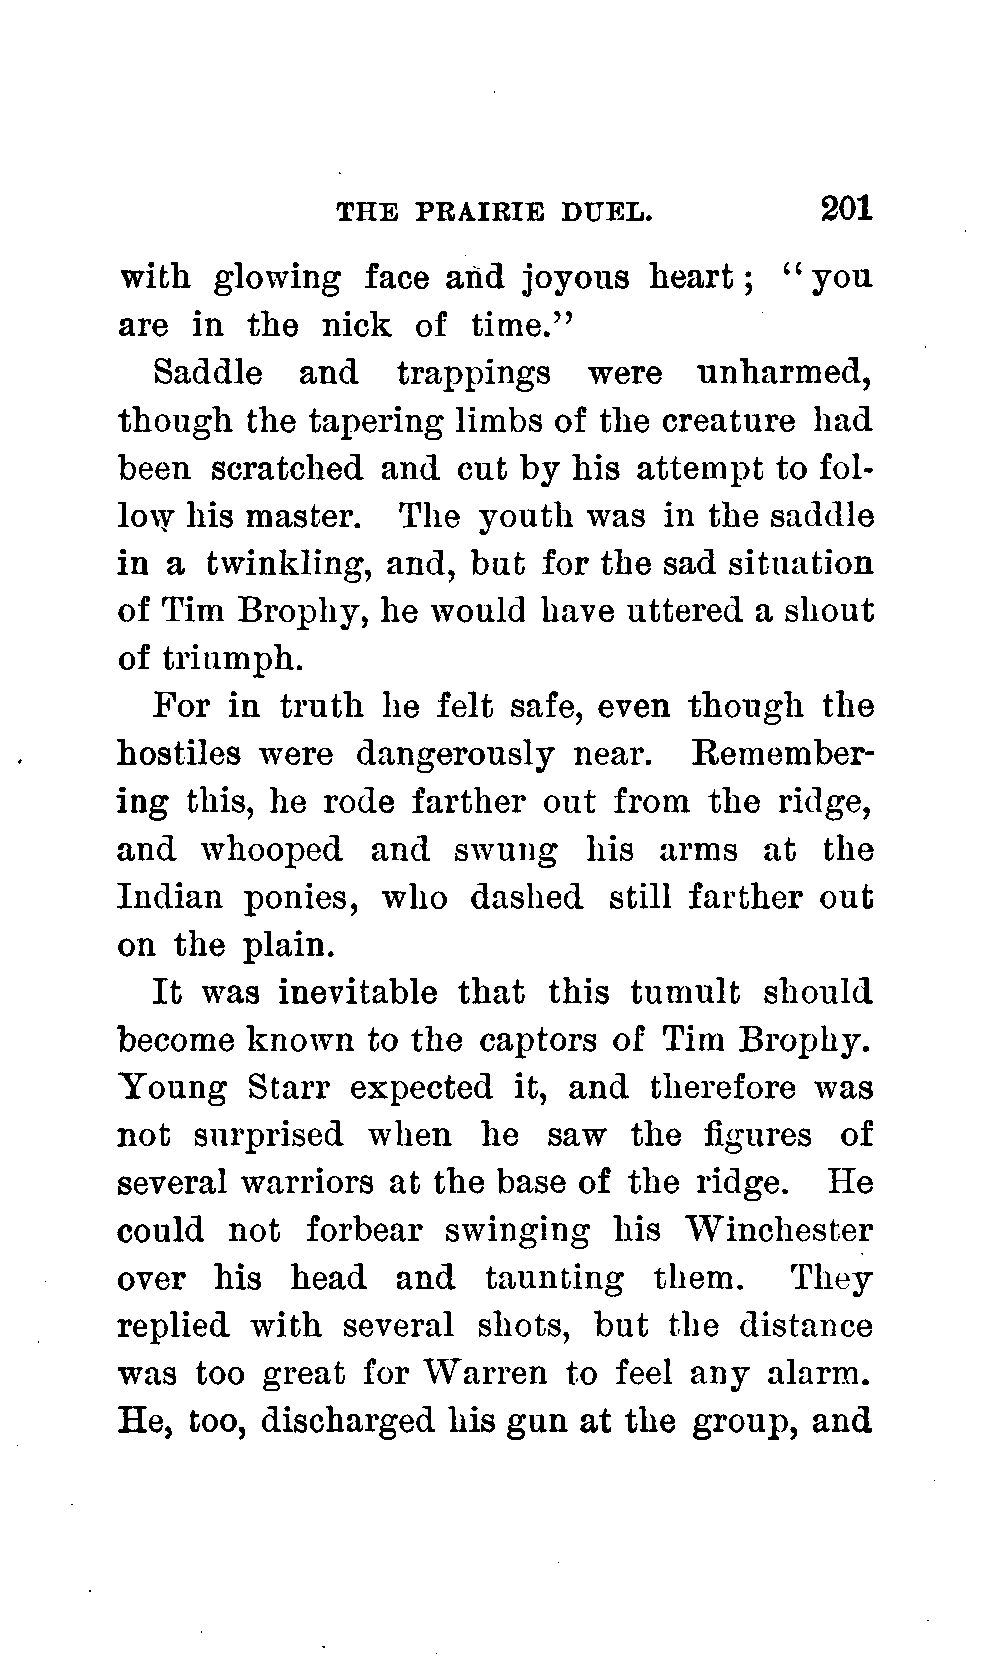 THE PRAIRIE DUEL. 201
with glowing face and joyous heart; “you
are in the nick of time.”
Saddle and trappings were unharmed,
though the tapering limbs of the creature had
been scratched and cut by his attempt to fol-
low his master. The youth was in the saddle
in a twinkling, and, but for the sad situation
of Tim Brophy, he would have uttered a shout
of triumph.
For in truth he felt safe, even though the
hostiles were dangerously near. Remember-
ing this, he rode farther out from the ridge,
and whooped and swung his arms at the
Indian ponies, who dashed still farther out
on the plain.
It was inevitable that this tumult should
become known to the captors of Tim Brophy.
Young Starr expected it, and therefore was
not surprised when he saw the figures of
several warriors at the base of the ridge. He
could not forbear swinging his Winchester
over his head and taunting them. They
replied with several shots, but the distance
was too great for Warren to feel any alarm.
He, too, discharged his gun at the group, and